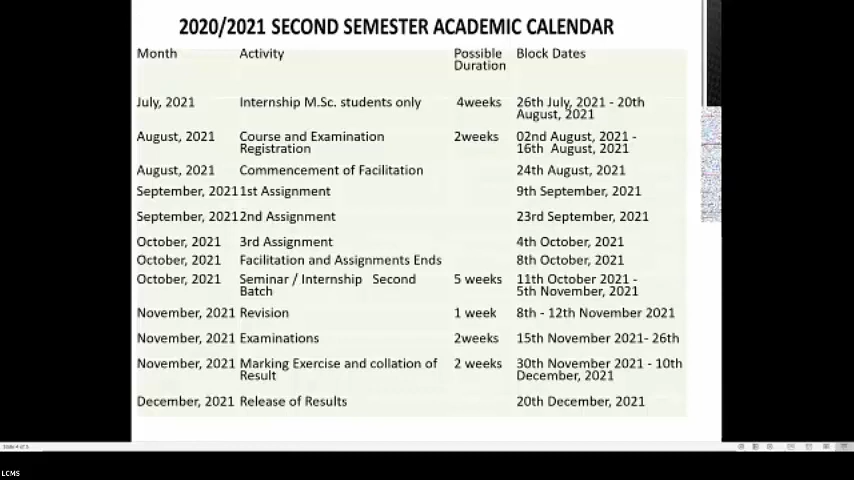 2020/2021 SECOND SEMESTER ACADEMIC CALENDAR
Month Activity Possible Duration Block Dates
July, 2021 Internship M.Sc. students only 4weeks 26th July, 2021 - 20th August, 2021
August, 2021 Course and Examination Registration 2weeks 02nd August, 2021 - 16th August, 2021
August, 2021 Commencement of Facilitation 24th August, 2021
September, 2021 1st Assignment 9th September, 2021
September, 2021 2nd Assignment 23rd September, 2021
October, 2021 3rd Assignment 4th October, 2021
October, 2021 Facilitation and Assignments Ends 8th October, 2021
October, 2021 Seminar / Internship Second Batch 5 weeks 11th October 2021 - 5th November, 2021
November, 2021 Revision 1 week 8th - 12th November 2021
November, 2021 Examinations 2weeks 15th November 2021- 26th
November, 2021 Marking Exercise and collation of Result 2 weeks 30th November 2021 - 10th December, 2021
December, 2021 Release of Results 20th December, 2021
LCMS